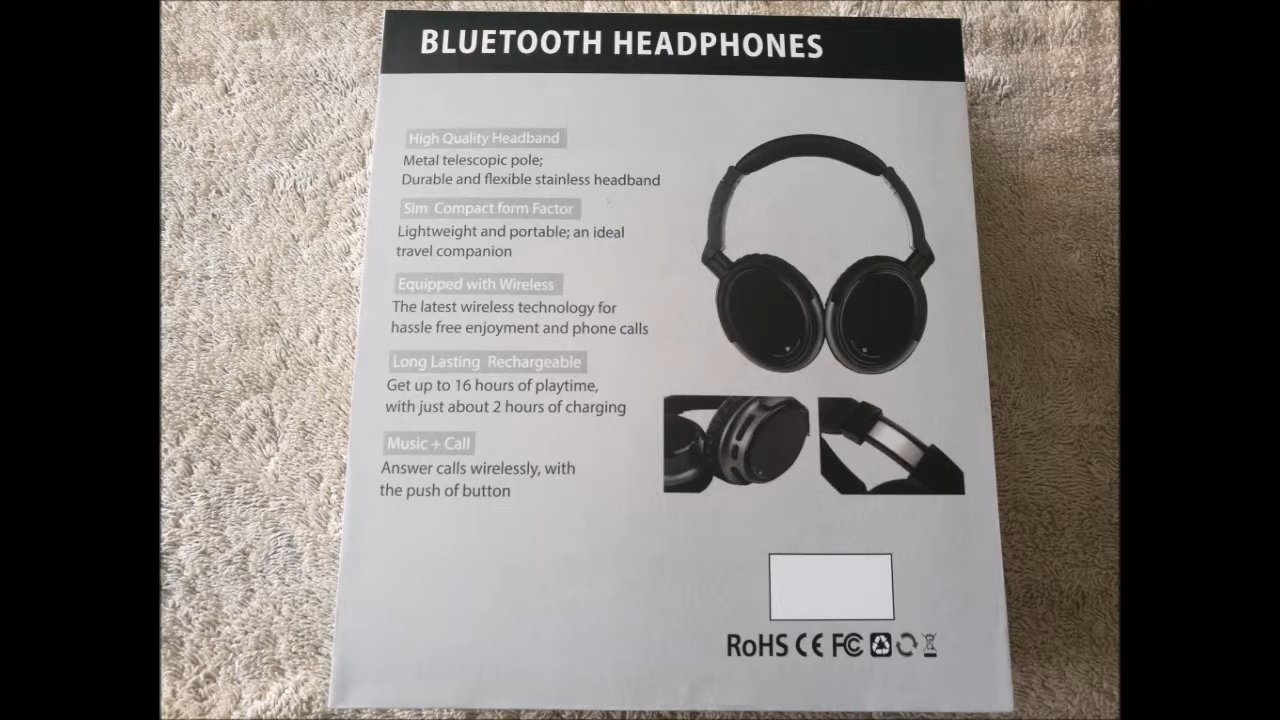 BLUETOOTH HEADPHONES
High Quality Headband
Metal telescopic pole;
Durable and flexible stainless headband
Sim Compact form Factor
Lightweight and portable; an ideal
travel companion
Equipped with Wireless
The latest wireless technology for
hassle free enjoyment and phone calls
Long Lasting Rechargeable
Get up to 16 hours of playtime,
with just about 2 hours of charging
Music + Call
Answer calls wirelessly, with
the push of button
RoHS CE FC